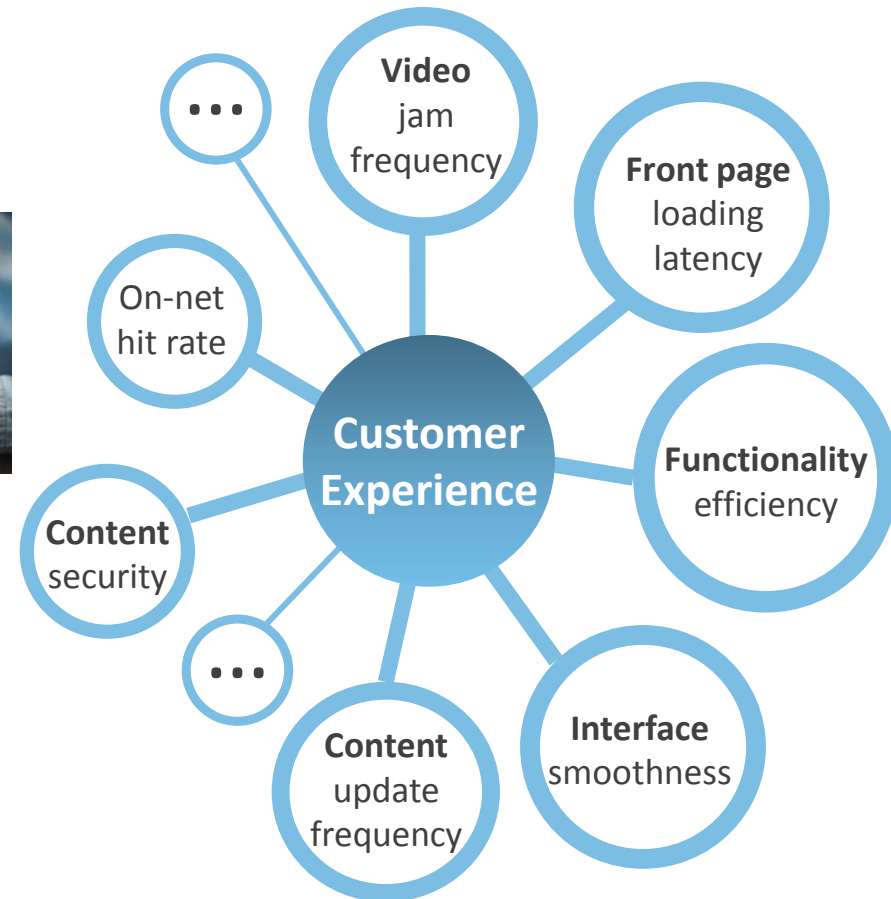 Video
jam
frequency
Front page
loading
latency
Functionality
efficiency
Interface
smoothness
Content
update
frequency
...
Content
security
On-net
hit rate
...
Customer
Experience